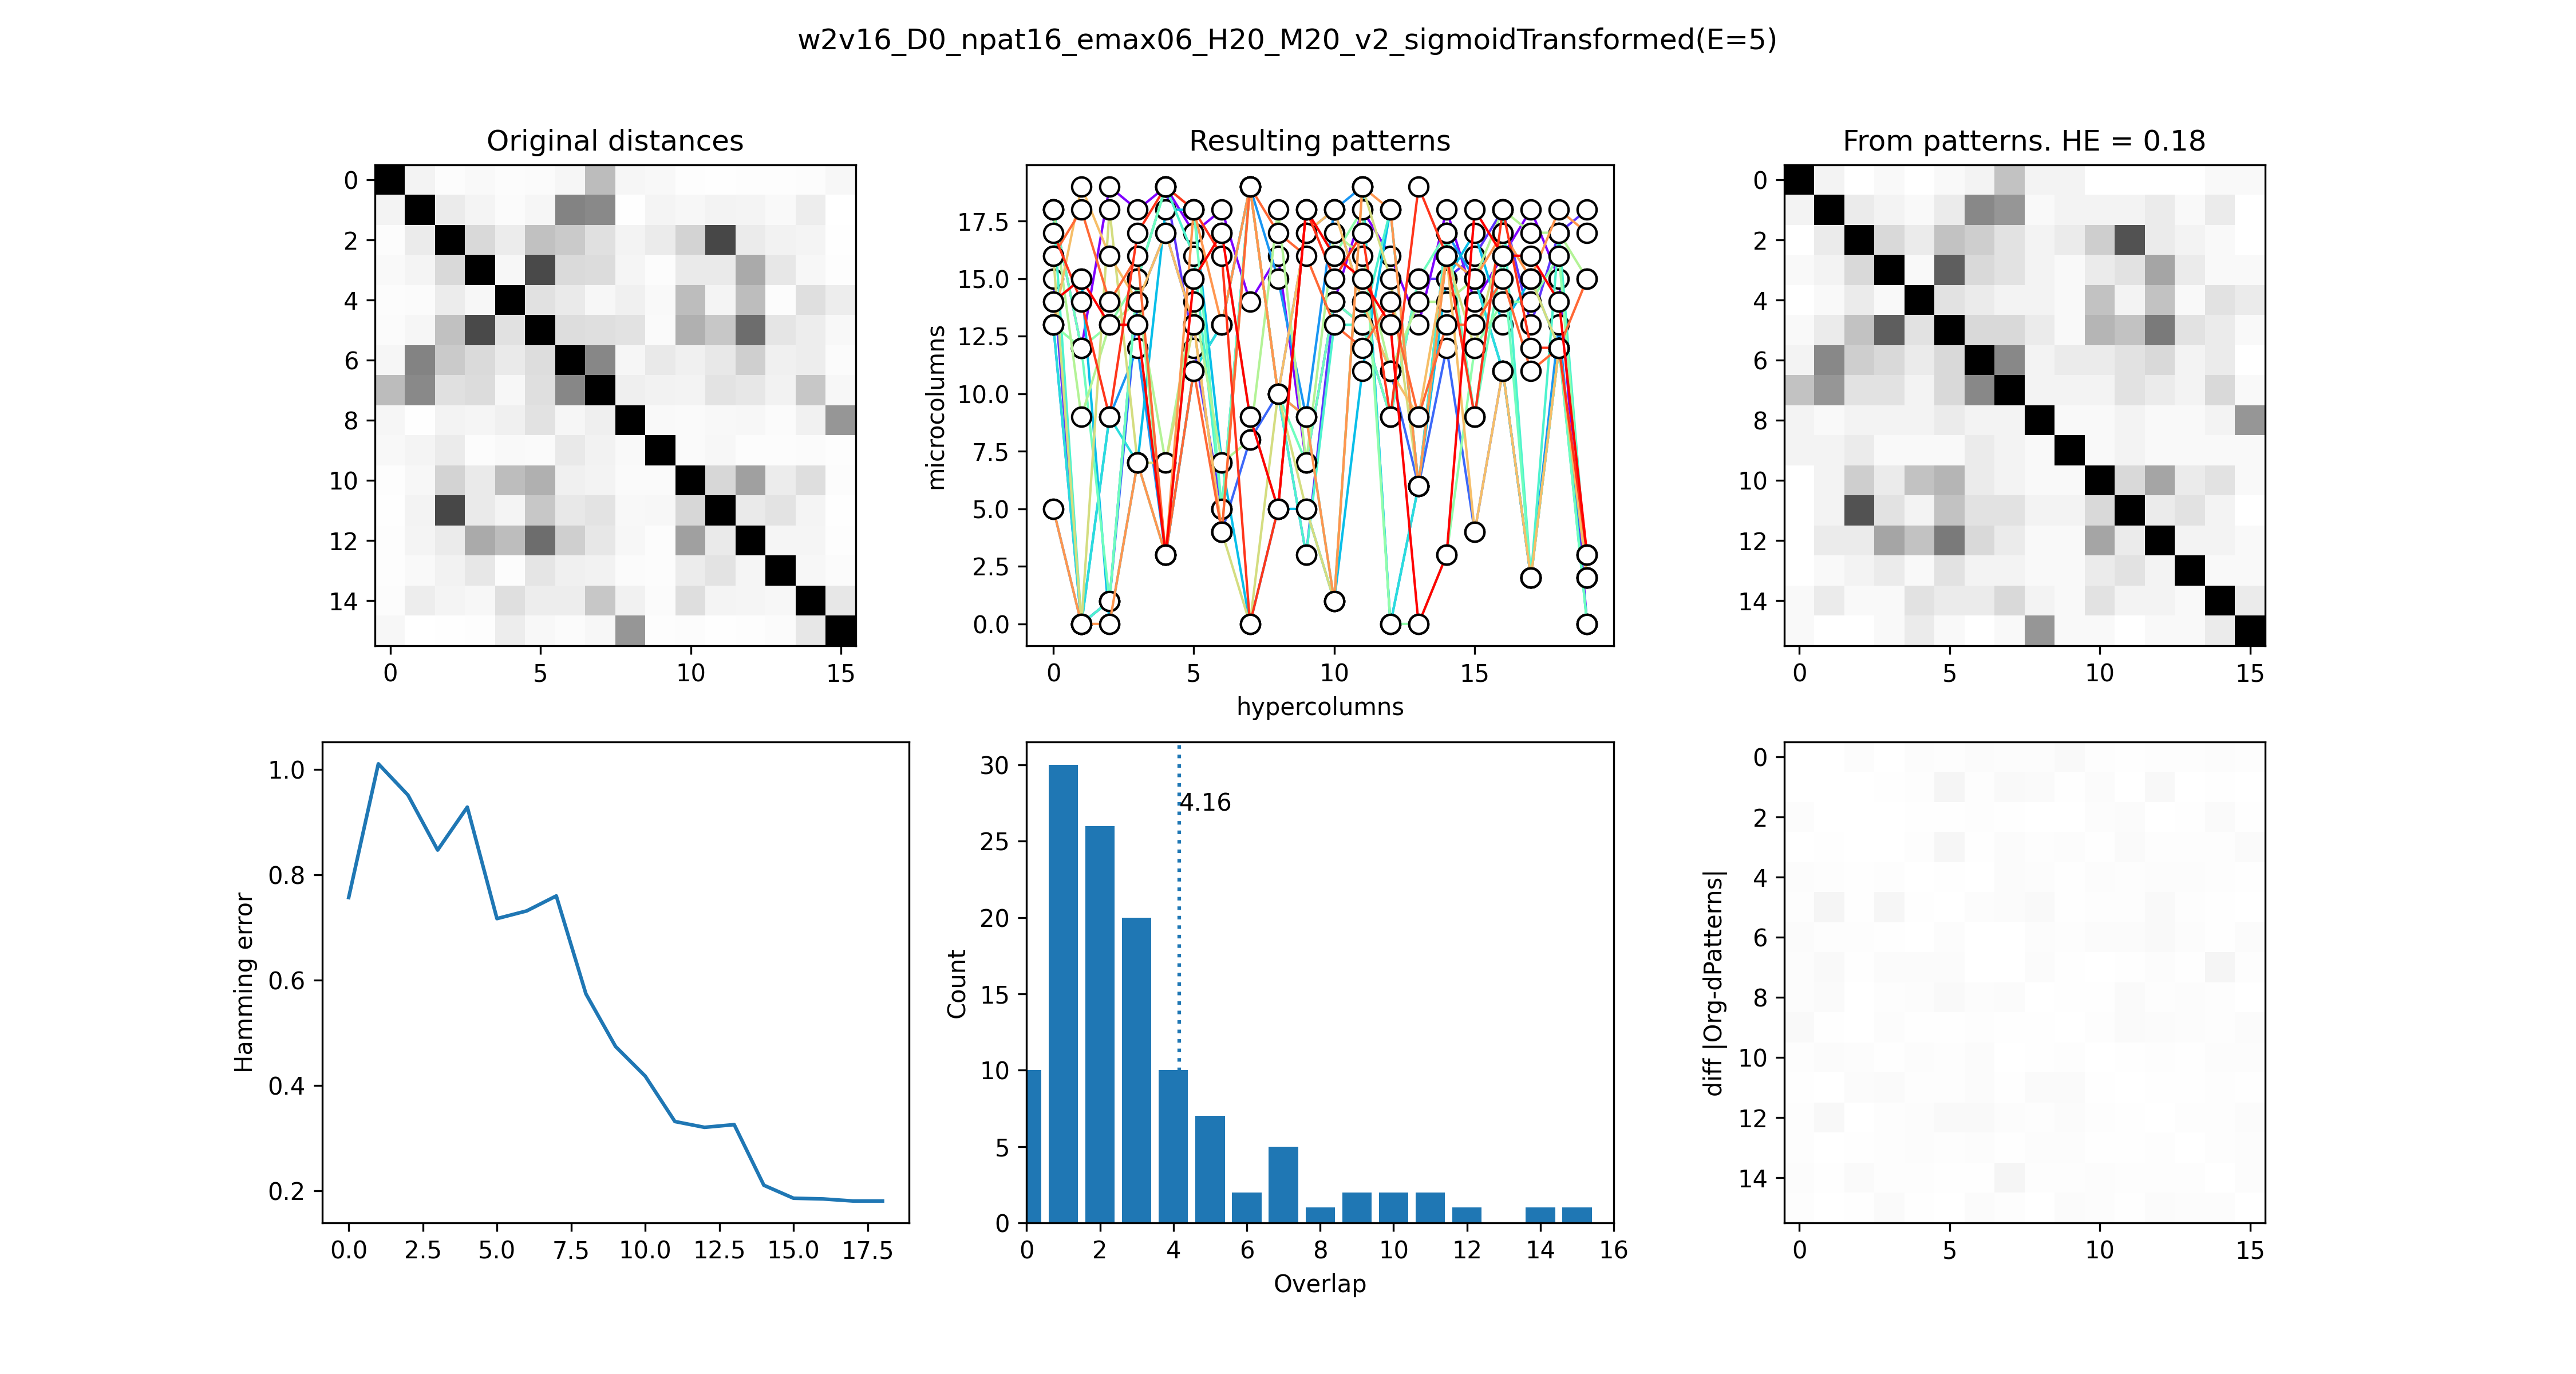 w2v16_D0_npat16_emax06_H20_M20_v2_sigmoidTransformed(E=5)
Original distances
0
2
4
6
8
10
12
14
0 5 10 15
Resulting patterns
microcolumns
17.5
15.0
12.5
10.0
7.5
5.0
2.5
0.0
0 5 10 15
hypercolumns
From patterns. HE = 0.18
0
2
4
6
8
10
12
14
0 5 10 15
Hamming error
1.0
0.8
0.6
0.4
0.2
0.0 2.5 5.0 7.5 10.0 12.5 15.0 17.5
Count
30
25
20
15
10
5
0
4.16
0 2 4 6 8 10 12 14 16
Overlap
diff |Org-dPatterns|
0
2
4
6
8
10
12
14
0 5 10 15